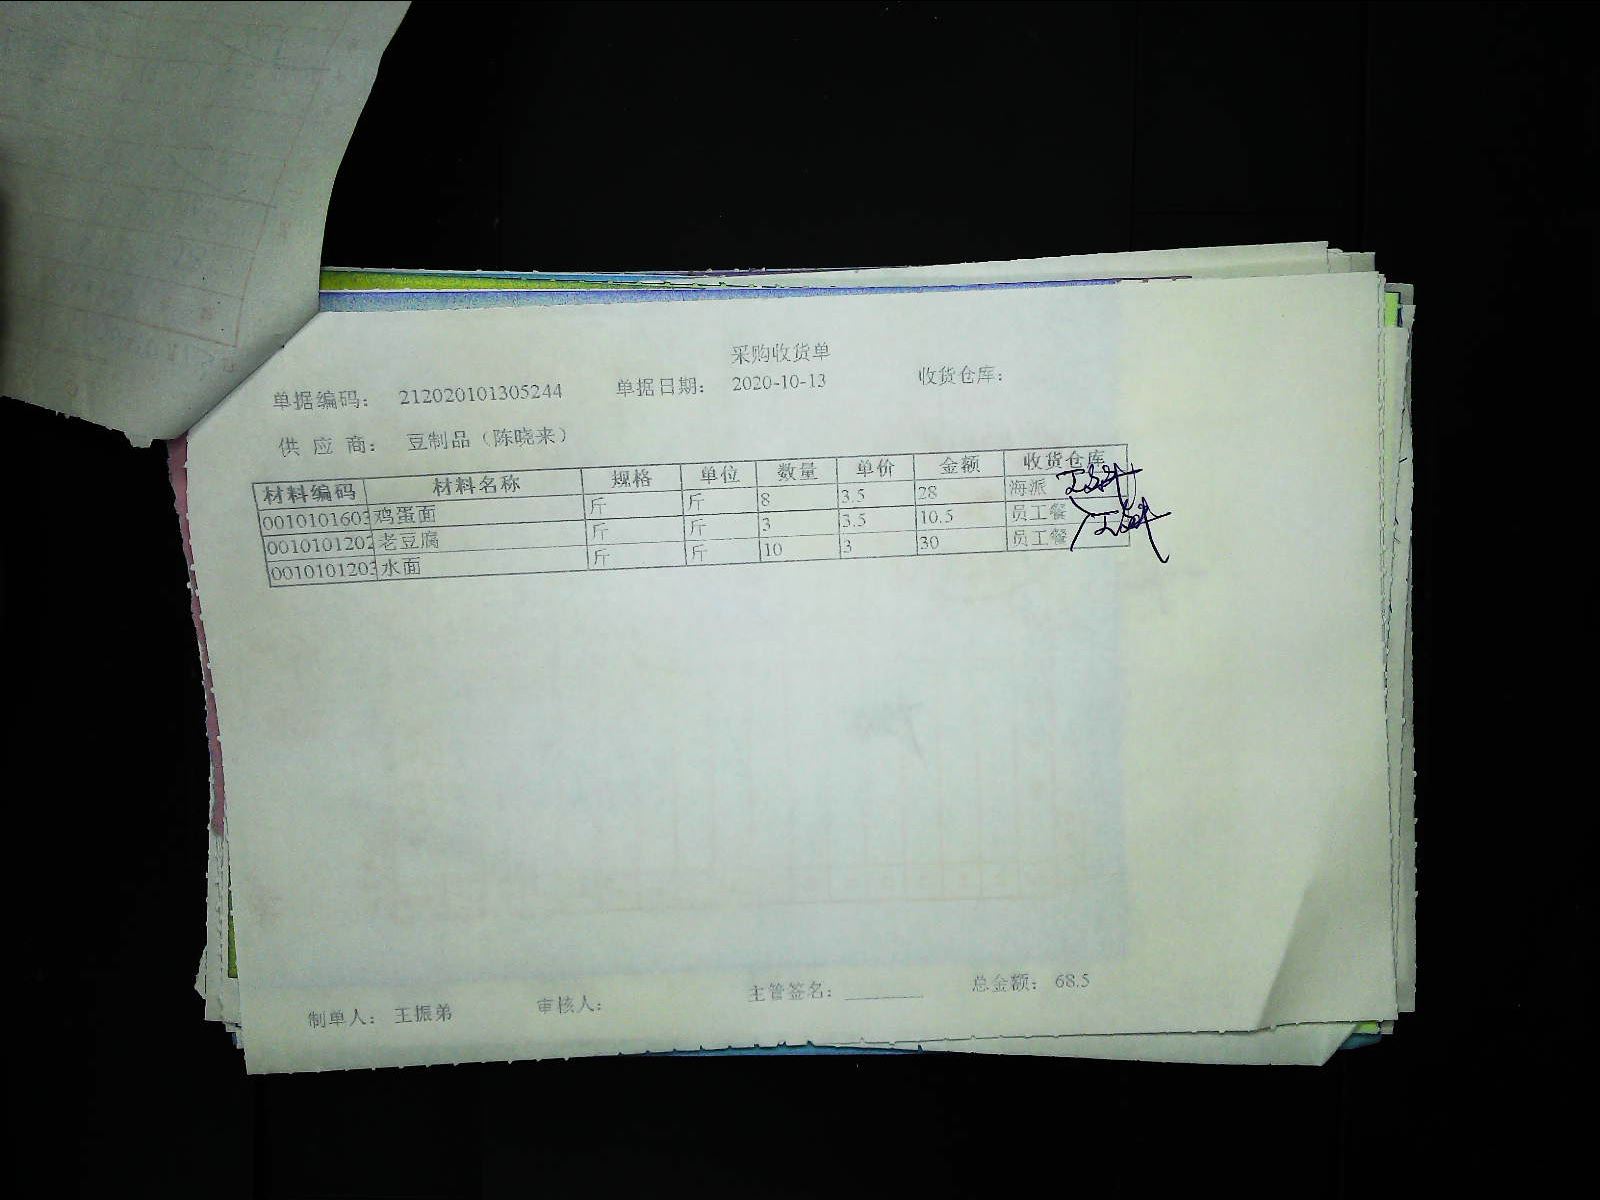 采购收货单
单据编码： 212020101305244 单据日期： 2020-10-13 收货仓库：
供 应 商： 豆制品（陈晓来）
材料编码 材料名称 规格 单位 数量 单价 金额 收货仓库
0010101603 鸡蛋面 斤 斤 8 3.5 28 海派
0010101202 老豆腐 斤 斤 3 3.5 10.5 员工餐
0010101203 水面 斤 斤 10 3 30 员工餐
制单人： 王振弟 审核人： 主管签名： 总金额： 68.5